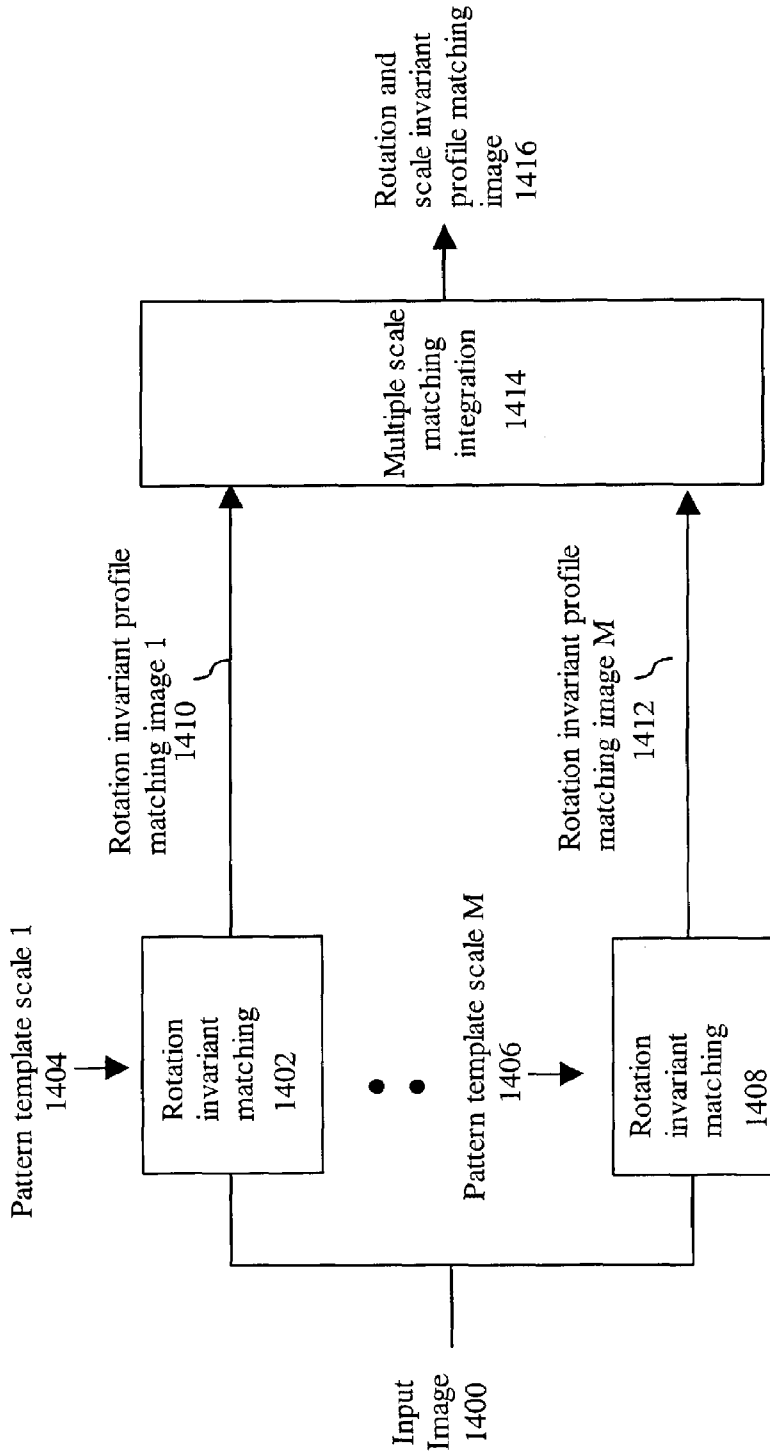 Pattern template scale 1
1404
Rotation
invariant
matching
1402
Rotation invariant profile
matching image 1
1410
Input
Image
1400
Pattern template scale M
1406
Rotation
invariant
matching
1408
Rotation invariant profile
matching image M
1412
Multiple scale
matching
integration
1414
Rotation and
scale invariant
profile matching
image
1416